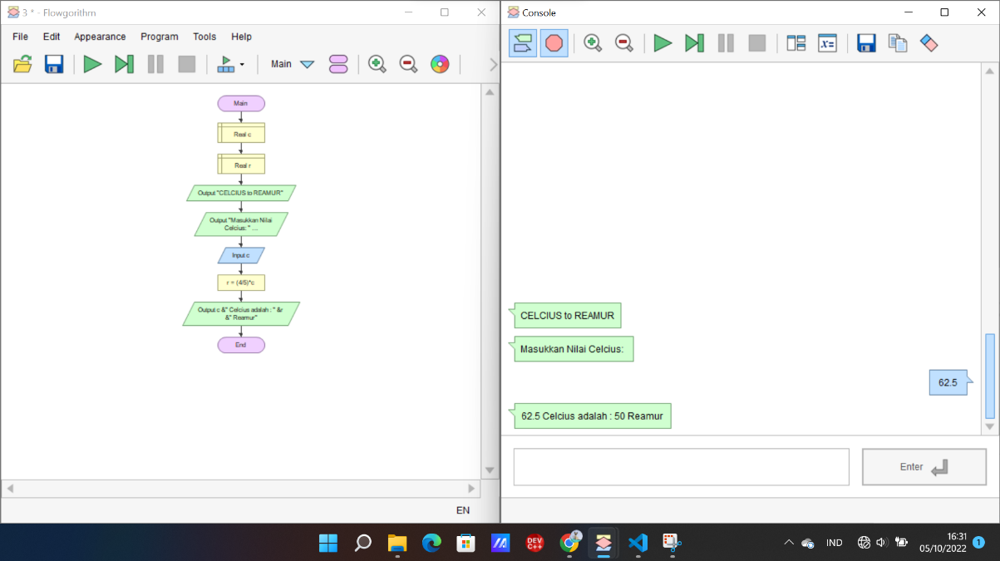 3 * - Flowgorithm
File Edit Appearance Program Tools Help
Main
Main
Real c
Real r
Output "CELCIUS to REAMUR"
Output "Masukkan Nilai
Celcius: " ...
Input c
r = (4/5)*c
Output c &" Celcius adalah : " &r
&" Reamur"
End
EN
Console
x=
CELCIUS to REAMUR
Masukkan Nilai Celcius:
62.5
62.5 Celcius adalah : 50 Reamur
Enter
DEV
C++
IND
16:31
05/10/2022
1